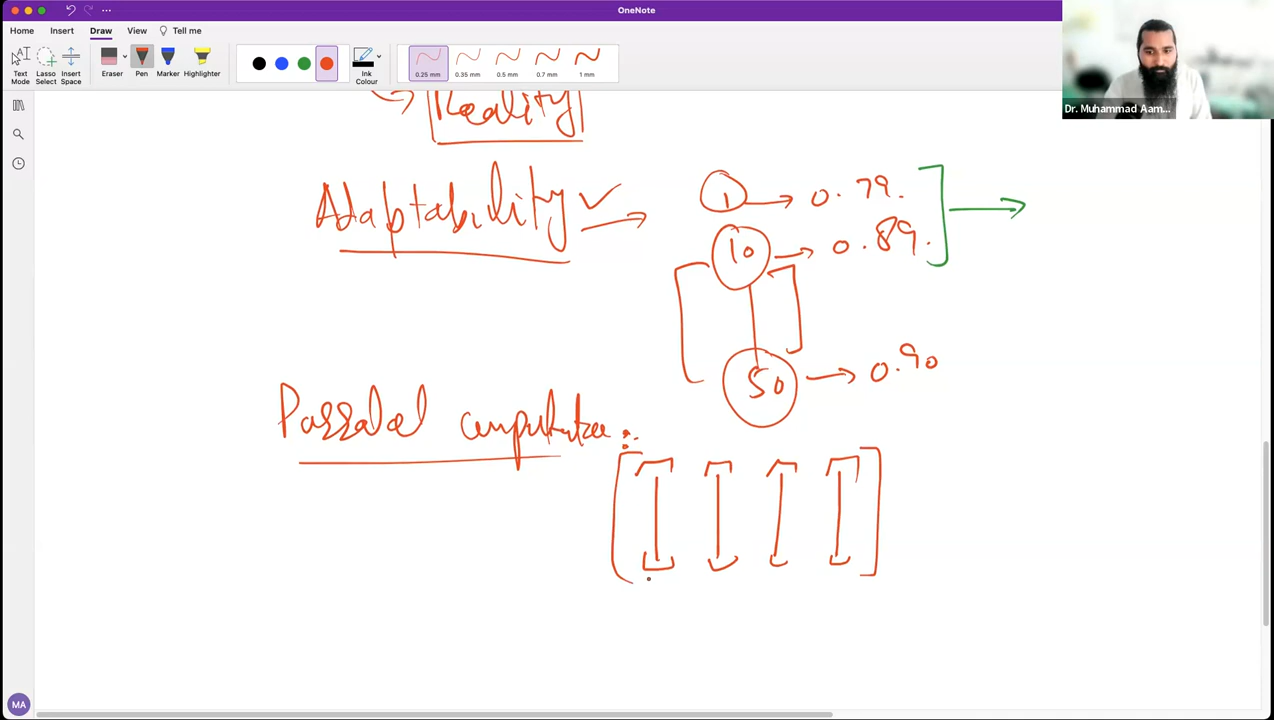 OneNote
Home Insert Draw View Tell me
Text Mode
Lasso Select
Insert Space
Eraser
Pen
Marker
Highlighter
Ink Colour
0.25 mm
0.35 mm
0.5 mm
0.7 mm
1 mm
Dr. Muhammad Aam...
Reality
Adaptability
1 → 0.79.
10 → 0.89.
50 → 0.90
MA